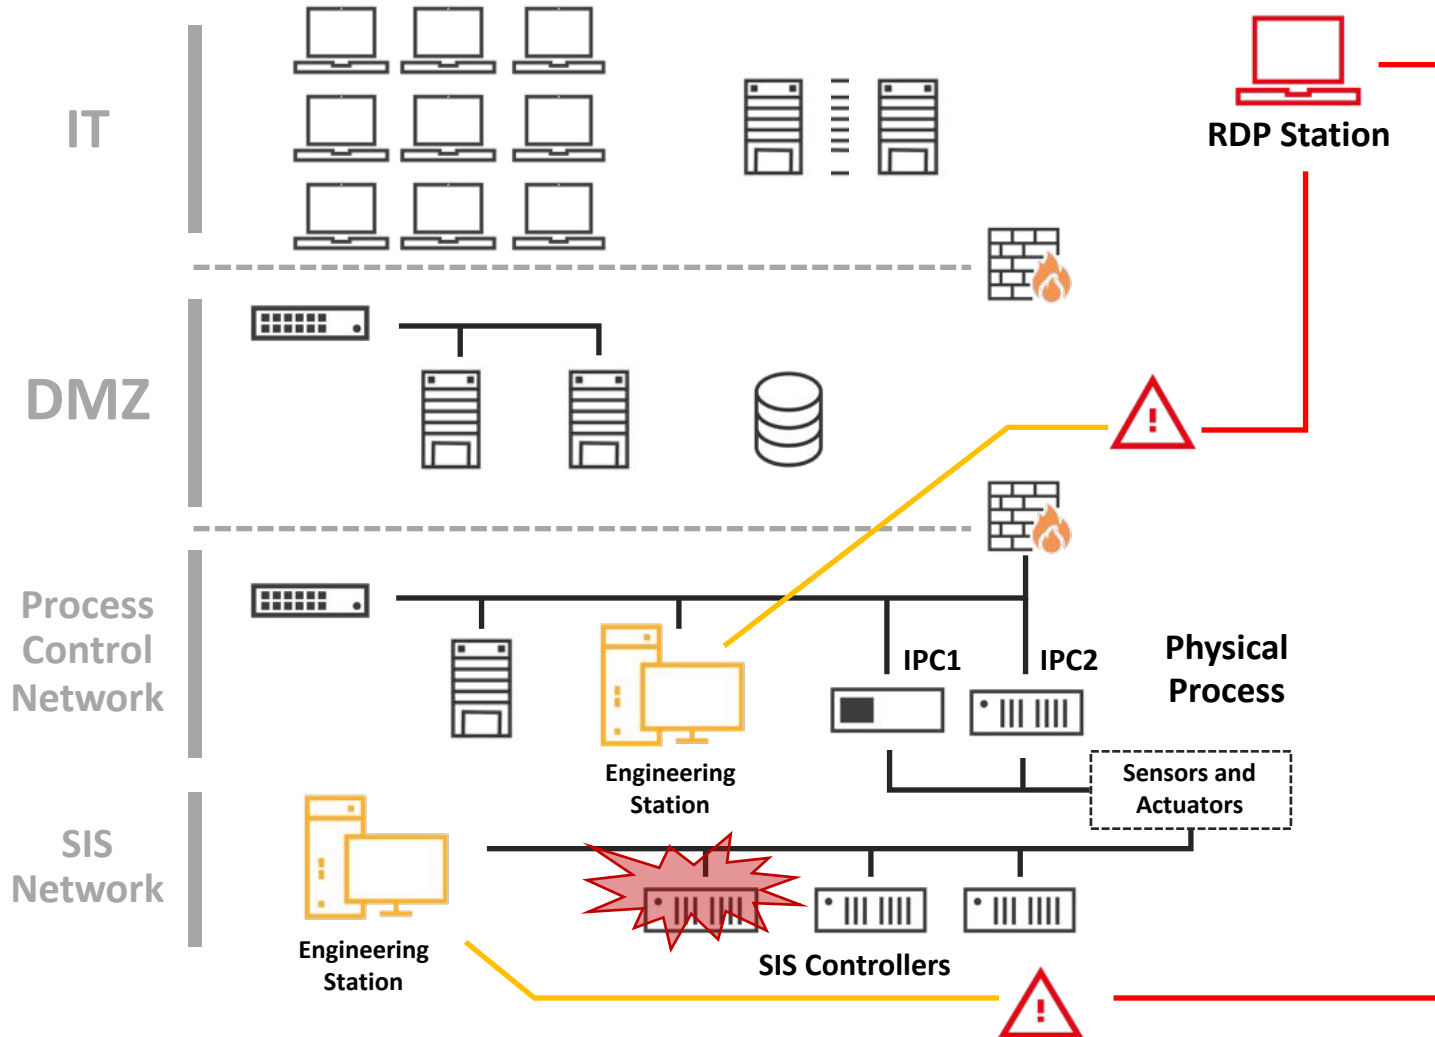 IT
RDP Station
DMZ
Process
Control
Network
IPC1
IPC2
Physical
Process
Engineering
Station
Sensors and
Actuators
SIS
Network
Engineering
Station
SIS Controllers